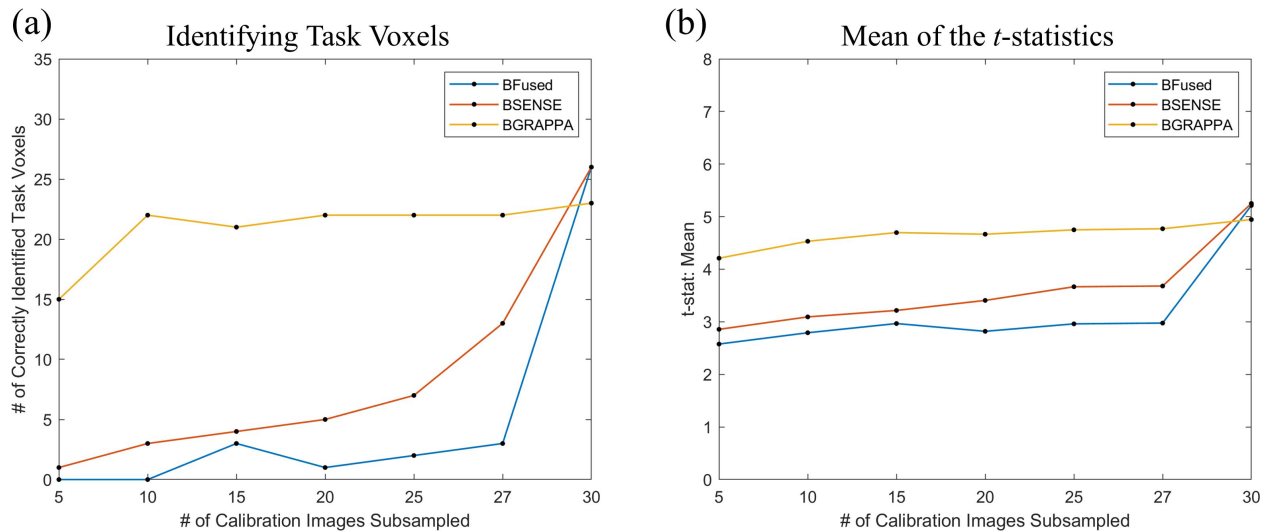 (a)
Identifying Task Voxels
35
30
25
20
15
10
5
0
# of Correctly Identified Task Voxels
BFused
BSENSE
BGRAPPA
5 10 15 20 25 27 30
# of Calibration Images Subsampled
(b)
Mean of the t-statistics
8
7
6
5
4
3
2
1
0
t-stat: Mean
BFused
BSENSE
BGRAPPA
5 10 15 20 25 27 30
# of Calibration Images Subsampled